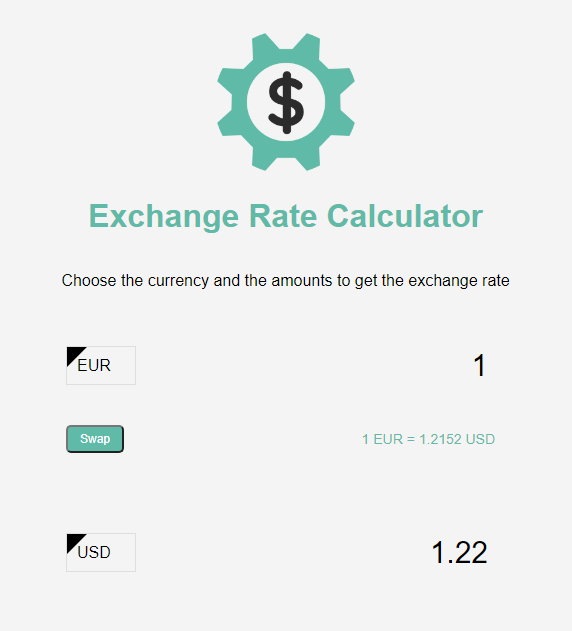 $
Exchange Rate Calculator
Choose the currency and the amounts to get the exchange rate
EUR 1
Swap 1 EUR = 1.2152 USD
USD 1.22